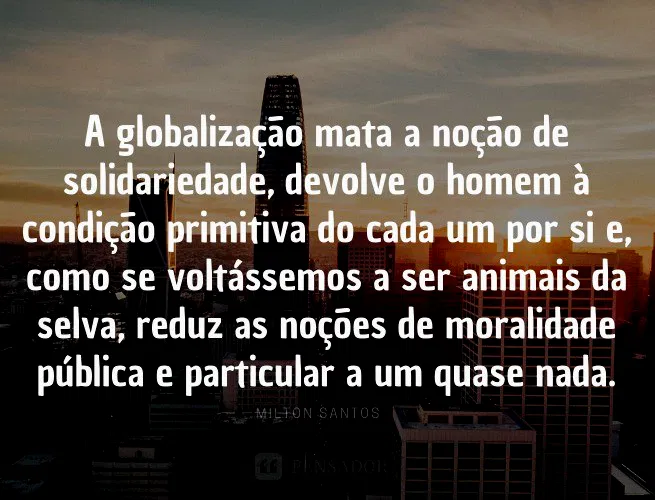 A globalização mata a noção de
solidariedade, devolve o homem à
condição primitiva do cada um por si e,
como se voltássemos a ser animais da
selva, reduz as noções de moralidade
pública e particular a um quase nada.
MILTON SANTOS
PENSADOR